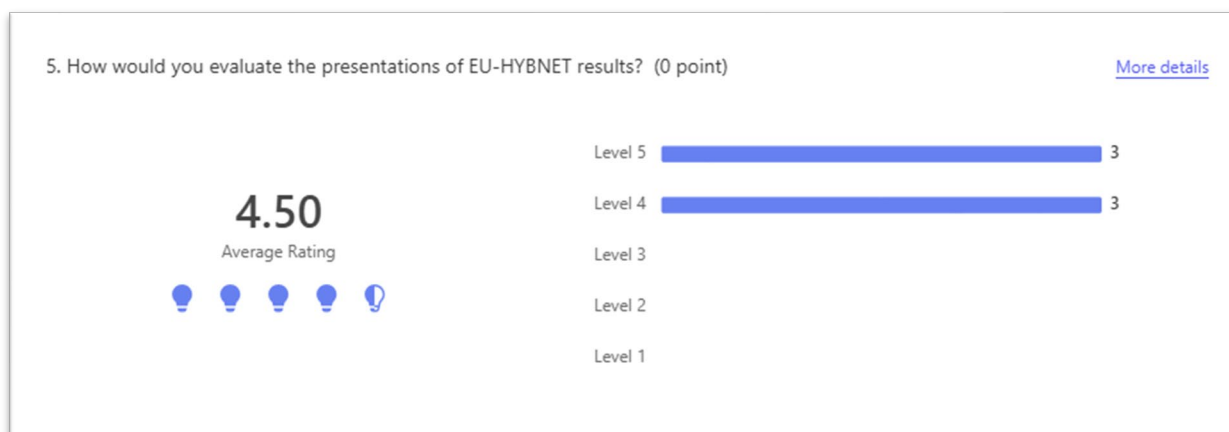 5. How would you evaluate the presentations of EU-HYBNET results? (0 point)
More details
4.50
Average Rating
Level 5 3
Level 4 3
Level 3
Level 2
Level 1